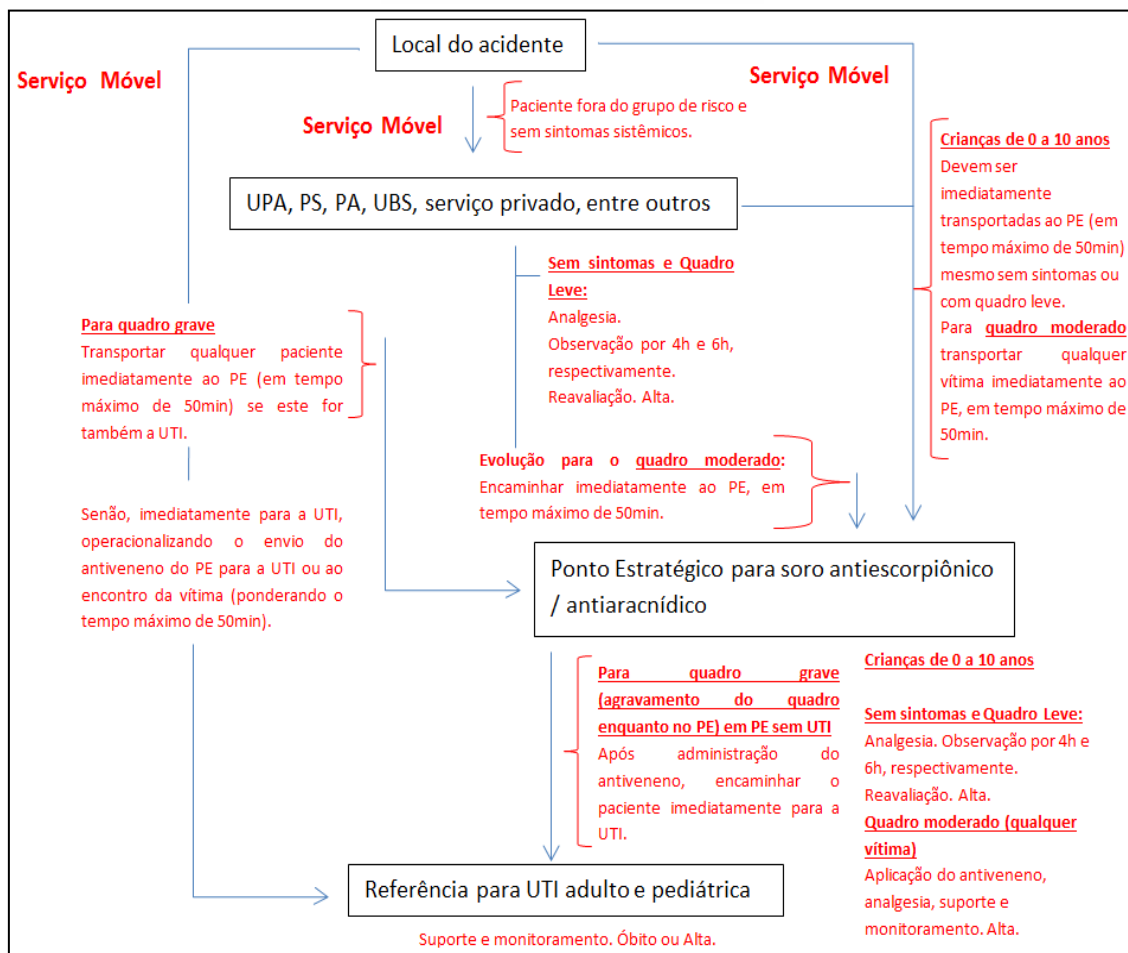 Local do acidente
Serviço Móvel
Serviço Móvel
Serviço Móvel
Paciente fora do grupo de risco e
sem sintomas sistêmicos.
UPA, PS, PA, UBS, serviço privado, entre outros
Crianças de 0 a 10 anos
Devem ser
imediatamente
transportadas ao PE (em
tempo máximo de 50min)
mesmo sem sintomas ou
com quadro leve.
Para quadro moderado
transportar qualquer
vítima imediatamente ao
PE, em tempo máximo de
50min.
Sem sintomas e Quadro
Leve:
Analgesia.
Observação por 4h e 6h,
respectivamente.
Reavaliação. Alta.
Para quadro grave
Transportar qualquer paciente
imediatamente ao PE (em tempo
máximo de 50min) se este for
também a UTI.
Evolução para o quadro moderado:
Encaminhar imediatamente ao PE, em
tempo máximo de 50min.
Senão, imediatamente para a UTI,
operacionalizando o envio do
antiveneno do PE para a UTI ou ao
encontro da vítima (ponderando o
tempo máximo de 50min).
Ponto Estratégico para soro antiescorpiônico
/ antiaracnídico
Para quadro grave
(agravamento do quadro
enquanto no PE) em PE sem UTI
Após administração do
antiveneno, encaminhar o
paciente imediatamente para a
UTI.
Crianças de 0 a 10 anos
Sem sintomas e Quadro Leve:
Analgesia. Observação por 4h e
6h, respectivamente.
Reavaliação. Alta.
Quadro moderado (qualquer
vítima)
Aplicação do antiveneno,
analgesia, suporte e
monitoramento. Alta.
Referência para UTI adulto e pediátrica
Suporte e monitoramento. Óbito ou Alta.